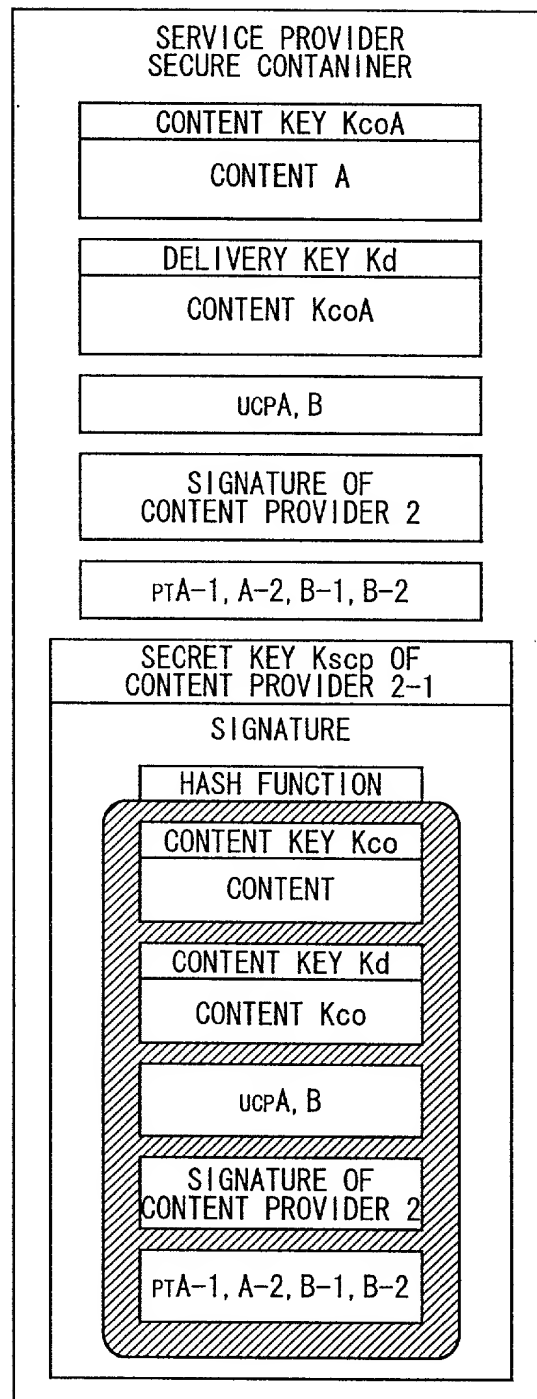 SERVICE PROVIDER
SECURE CONTANINER
CONTENT KEY KcoA
CONTENT A
DELIVERY KEY Kd
CONTENT KcoA
UCPA, B
SIGNATURE OF
CONTENT PROVIDER 2
PTA-1, A-2, B-1, B-2
SECRET KEY Kscp OF
CONTENT PROVIDER 2-1
SIGNATURE
HASH FUNCTION
CONTENT KEY Kco
CONTENT
CONTENT KEY Kd
CONTENT Kco
UCPA, B
SIGNATURE OF
CONTENT PROVIDER 2
PTA-1, A-2, B-1, B-2